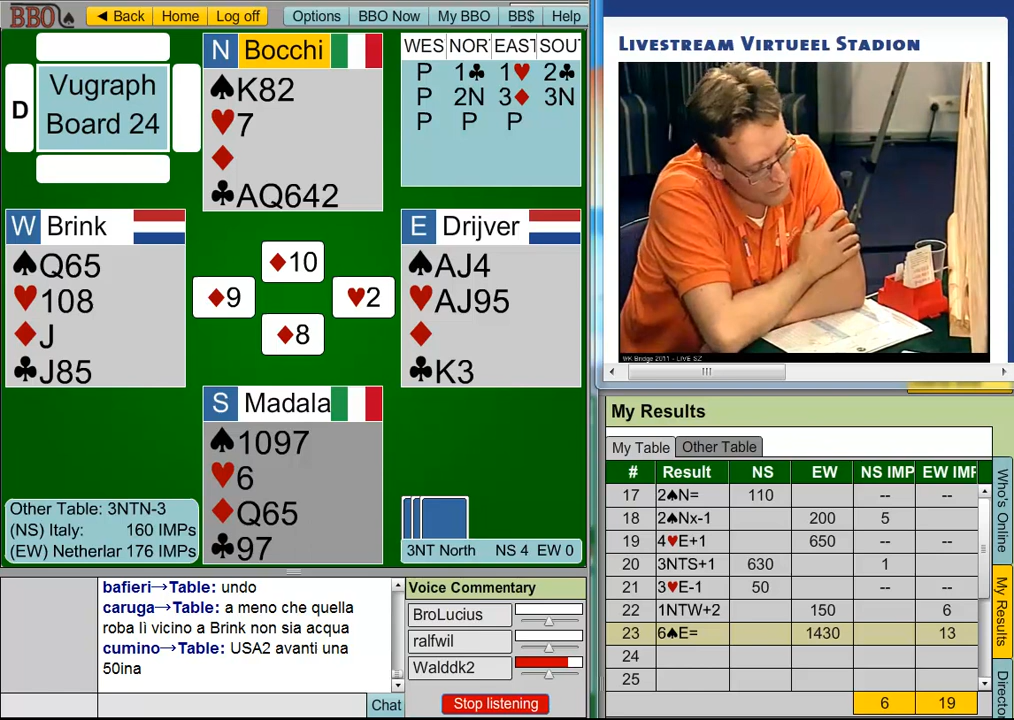 BBO ◄ Back Home Log off Options BBO Now My BBO BB$ Help
Vugraph
Board 24
D
N Bocchi
♠K82
♥7
♦
♣AQ642
WES NOR EAST SOU
P 1♣ 1♥ 2♣
P 2N 3♦ 3N
P P P
W Brink
♠Q65
♥108
♦J
♣J85
♦10
♦9
♥2
♦8
E Drijver
♠AJ4
♥AJ95
♦
♣K3
S Madala
♠1097
♥6
♦Q65
♣97
Other Table: 3NTN-3
(NS) Italy: 160 IMPs
(EW) Netherlar 176 IMPs
3NT North NS 4 EW 0
bafieri→Table: undo
caruga→Table: a meno che quella
roba lì vicino a Brink non sia acqua
cumino→Table: USA2 avanti una
50ina
Chat
Voice Commentary
BroLucius
ralfwil
Walddk2
Stop listening
Livestream Virtueel Stadion
WK Bridge 2011 - LIVE SZ
My Results
My Table Other Table
# Result NS EW NS IMP EW IMF
17 2♠N= 110 -- --
18 2♠Nx-1 200 5
19 4♥E+1 650 -- --
20 3NTS+1 630 1
21 3♥E-1 50 -- --
22 1NTW+2 150 6
23 6♠E= 1430 13
24
25
6 19
Who's Online
My Results
Director